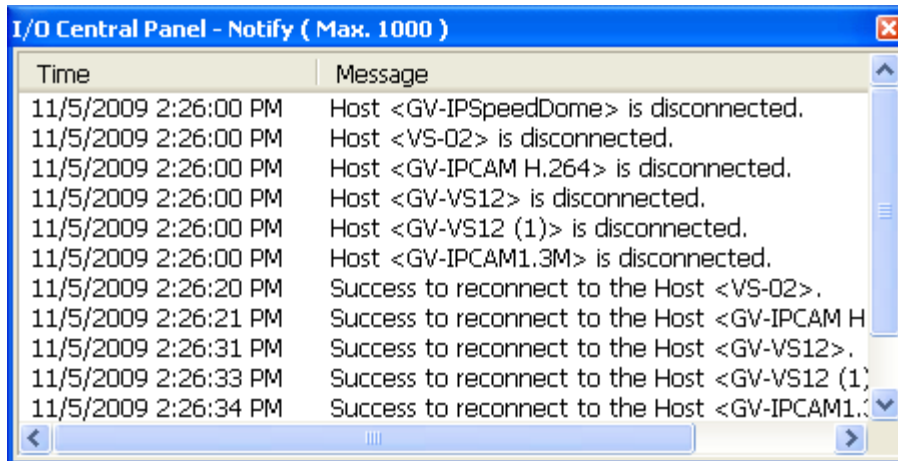 I/O Central Panel - Notify ( Max. 1000 )
Time Message
11/5/2009 2:26:00 PM Host <GV-IPSpeedDome> is disconnected.
11/5/2009 2:26:00 PM Host <VS-02> is disconnected.
11/5/2009 2:26:00 PM Host <GV-IPCAM H.264> is disconnected.
11/5/2009 2:26:00 PM Host <GV-VS12> is disconnected.
11/5/2009 2:26:00 PM Host <GV-VS12 (1)> is disconnected.
11/5/2009 2:26:00 PM Host <GV-IPCAM1.3M> is disconnected.
11/5/2009 2:26:20 PM Success to reconnect to the Host <VS-02>.
11/5/2009 2:26:21 PM Success to reconnect to the Host <GV-IPCAM H
11/5/2009 2:26:31 PM Success to reconnect to the Host <GV-VS12>.
11/5/2009 2:26:33 PM Success to reconnect to the Host <GV-VS12 (1)
11/5/2009 2:26:34 PM Success to reconnect to the Host <GV-IPCAM1.3